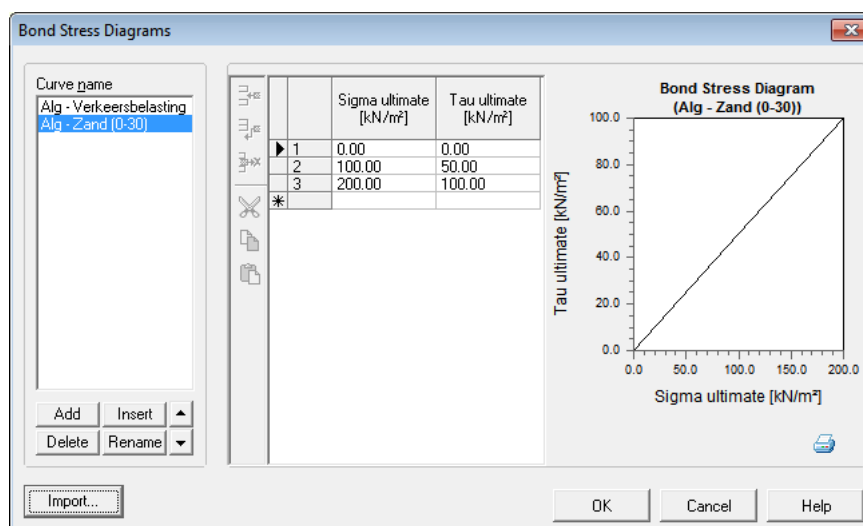 Bond Stress Diagrams
Curve name
Alg - Verkeersbelasting
Alg - Zand (0-30)
Add
Insert
Delete
Rename
Import...
Sigma ultimate
[kN/m²]
Tau ultimate
[kN/m²]
1 0.00 0.00
2 100.00 50.00
3 200.00 100.00
Bond Stress Diagram
(Alg - Zand (0-30))
Tau ultimate [kN/m²]
100.0
80.0
60.0
40.0
20.0
0.0
0.0 50.0 100.0 150.0 200.0
Sigma ultimate [kN/m²]
OK
Cancel
Help